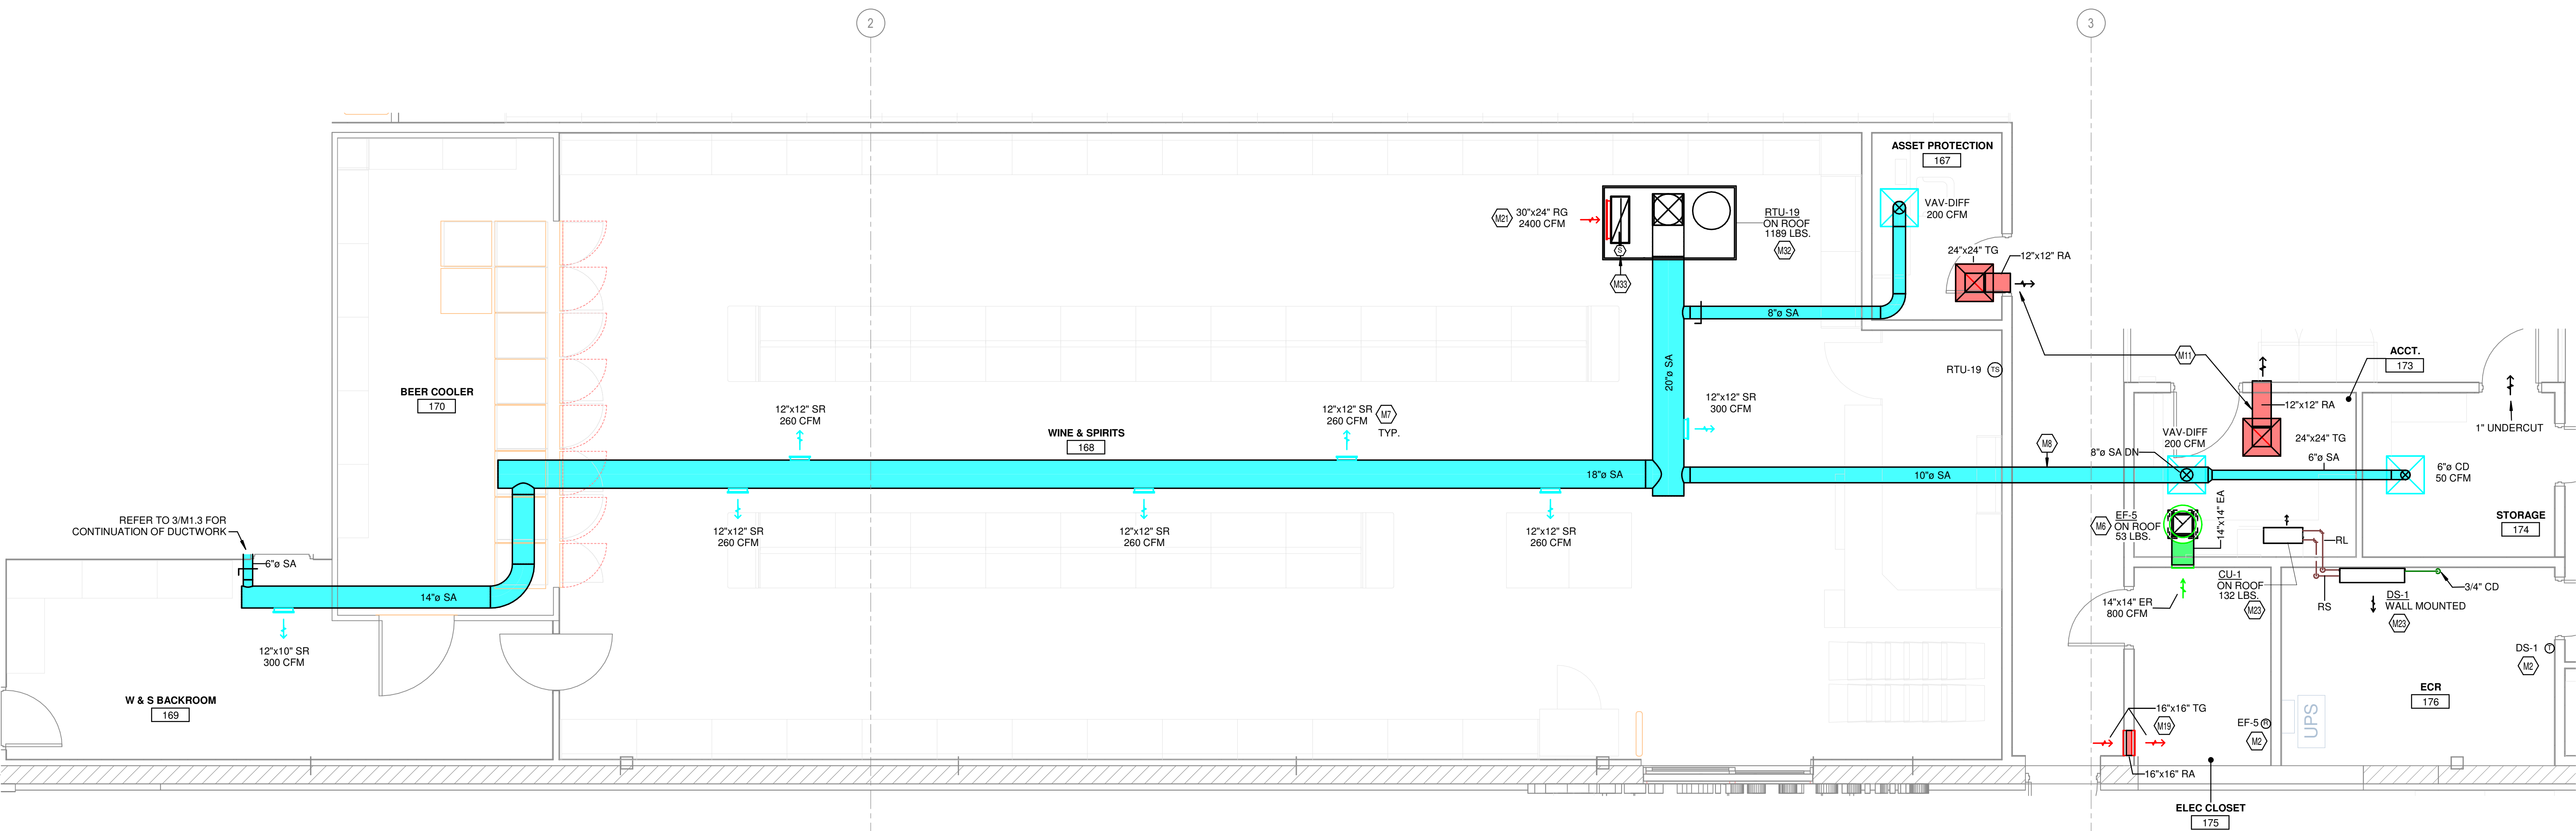 2
3
ASSET PROTECTION
167
VAV-DIFF
200 CFM
M21
30"x24" RG
2400 CFM
RTU-19
ON ROOF
1189 LBS.
M32
S
M33
24"x24" TG
12"x12" RA
8"ø SA
20"ø SA
RTU-19
TS
M11
ACCT.
173
12"x12" RA
24"x24" TG
1" UNDERCUT
BEER COOLER
170
12"x12" SR
260 CFM
12"x12" SR
260 CFM
M7
TYP.
12"x12" SR
300 CFM
WINE & SPIRITS
168
18"ø SA
10"ø SA
M8
VAV-DIFF
200 CFM
8"ø SA DN
6"ø SA
6"ø CD
50 CFM
STORAGE
174
REFER TO 3/M1.3 FOR
CONTINUATION OF DUCTWORK
12"x12" SR
260 CFM
12"x12" SR
260 CFM
12"x12" SR
260 CFM
M6
EF-5
ON ROOF
53 LBS.
14"x14" EA
RL
6"ø SA
14"ø SA
CU-1
ON ROOF
132 LBS.
M23
14"x14" ER
800 CFM
RS
DS-1
WALL MOUNTED
M23
3/4" CD
12"x10" SR
300 CFM
DS-1
T
M2
W & S BACKROOM
169
ECR
176
16"x16" TG
M19
EF-5
R
M2
UPS
16"x16" RA
ELEC CLOSET
175